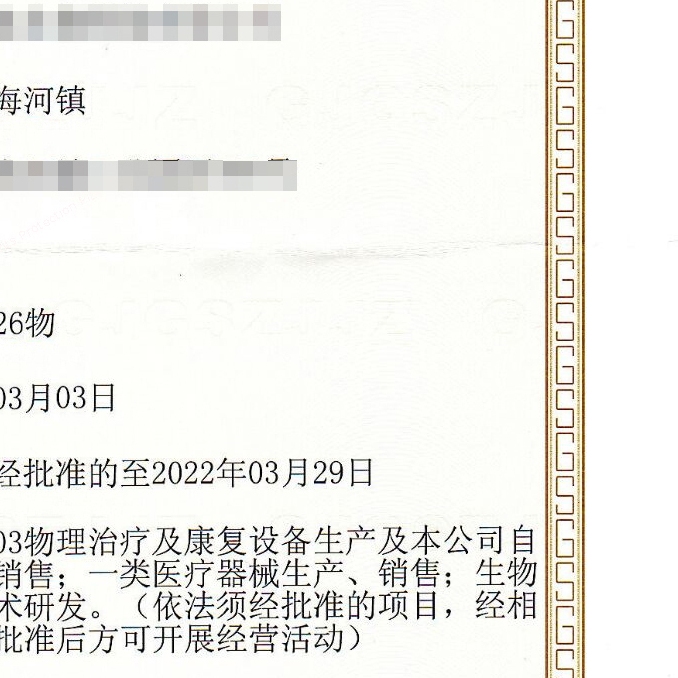 海河镇
26物
03月03日
经批准的至2022年03月29日
03物理治疗及康复设备生产及本公司自
销售；一类医疗器械生产、销售；生物
术研发。（依法须经批准的项目，经相
批准后方可开展经营活动）